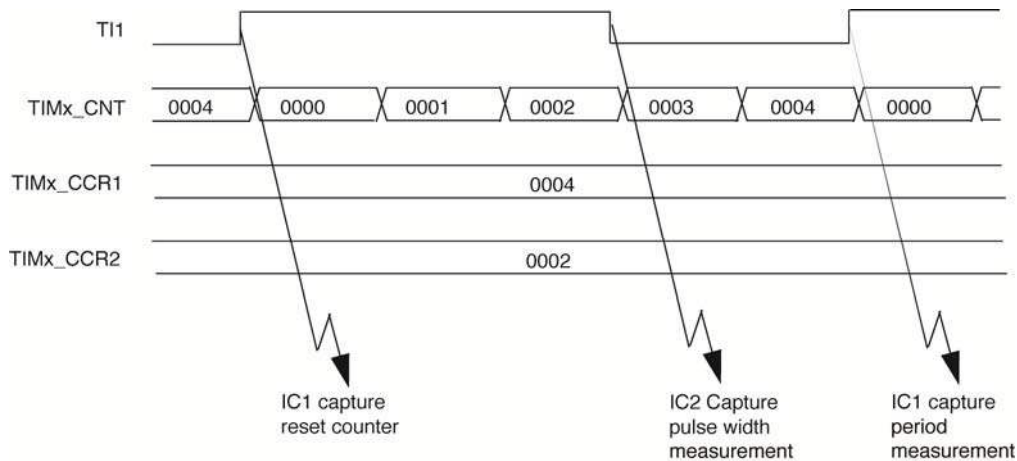 TI1
TIMx_CNT
0004 0000 0001 0002 0003 0004 0000
TIMx_CCR1
0004
TIMx_CCR2
0002
IC1 capture
reset counter
IC2 Capture
pulse width
measurement
IC1 capture
period
measurement